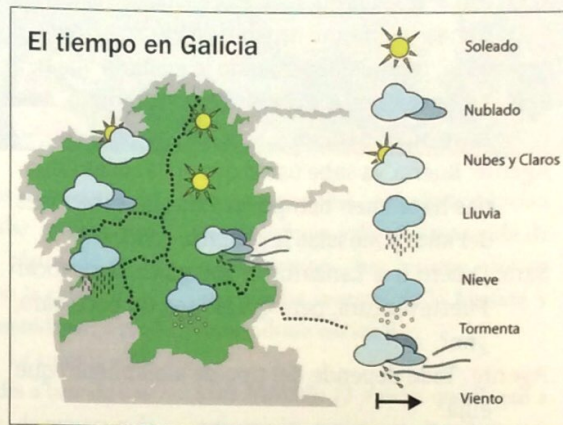 El tiempo en Galicia
Soleado
Nublado
Nubes y Claros
Lluvia
Nieve
Tormenta
Viento